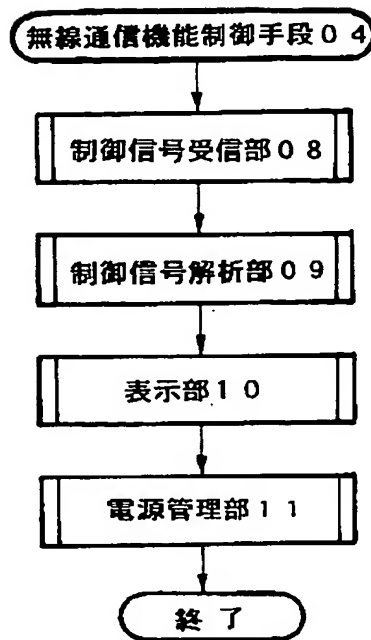 無線通信機能制御手段０４
制御信号受信部０８
制御信号解析部０９
表示部１０
電源管理部１１
終了